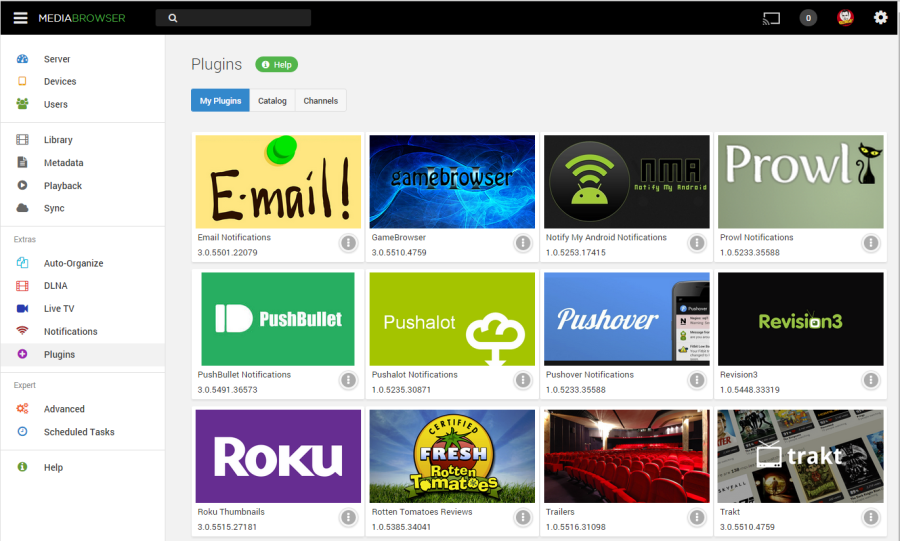 MEDIABROWSER
0
Server
Devices
Users
Library
Metadata
Playback
Sync
Extras
Auto-Organize
DLNA
Live TV
Notifications
Plugins
Expert
Advanced
Scheduled Tasks
Help
Plugins
Help
My Plugins
Catalog
Channels
E-mail!
Email Notifications
3.0.5501.22079
gamebrowser
GameBrowser
3.0.5510.4759
NMA
Notify My Android
Notify My Android Notifications
1.0.5253.17415
Prowl
Prowl Notifications
1.0.5233.35588
PushBullet
PushBullet Notifications
3.0.5491.36573
Pushalot
Pushalot Notifications
1.0.5235.30871
Pushover
Pushover Notifications
1.0.5233.35588
Revision3
Revision3
1.0.5448.33319
ROKU
Roku Thumbnails
3.0.5515.27181
CERTIFIED
FRESH
Rotten
Tomatoes
Rotten Tomatoes Reviews
1.0.5385.34041
Trailers
1.0.5516.31098
trakt
SKYFALL
Trakt
3.0.5510.4759